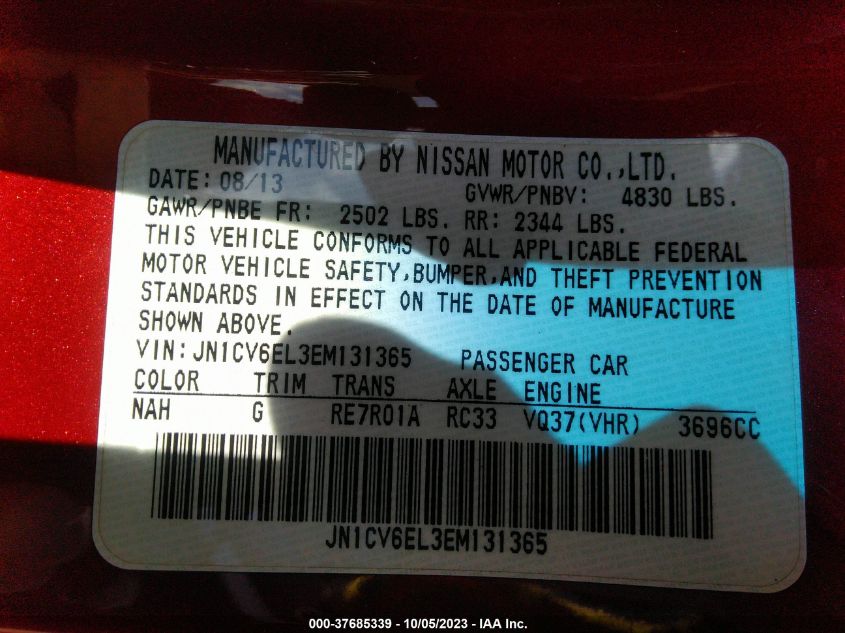 MANUFACTURED BY NISSAN MOTOR CO.,LTD.
DATE: 08/13 GVWR/PNBV: 4830 LBS.
GAWR/PNBE FR: 2502 LBS. RR: 2344 LBS.
THIS VEHICLE CONFORMS TO ALL APPLICABLE FEDERAL
MOTOR VEHICLE SAFETY,BUMPER,AND THEFT PREVENTION
STANDARDS IN EFFECT ON THE DATE OF MANUFACTURE
SHOWN ABOVE.
VIN: JN1CV6EL3EM131365 PASSENGER CAR
COLOR TRIM TRANS AXLE ENGINE
NAH G RE7R01A RC33 VQ37(VHR) 3696CC
JN1CV6EL3EM131365
000-37685339 - 10/05/2023 - IAA Inc.